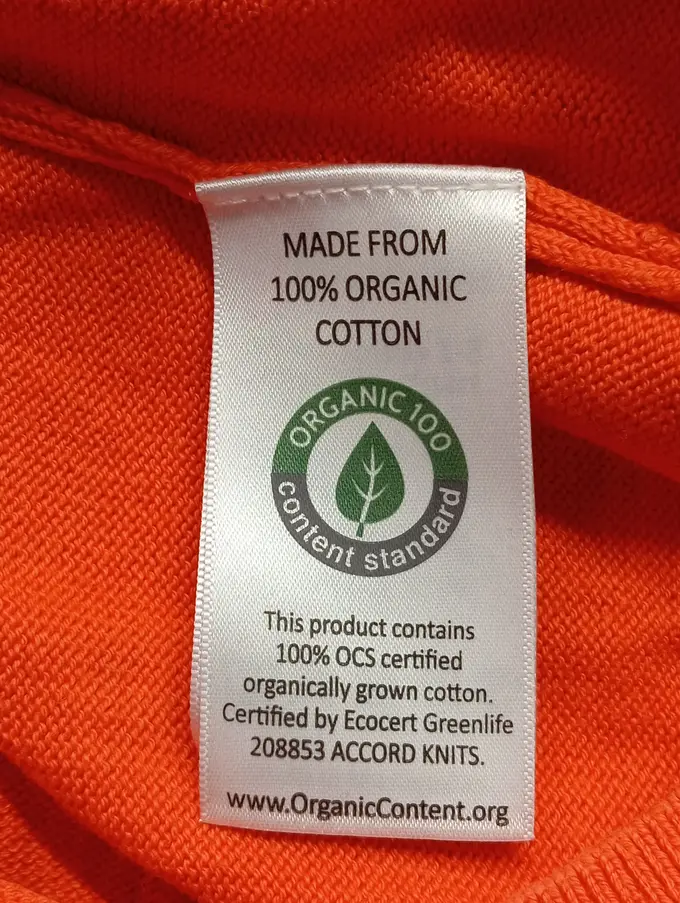 MADE FROM
100% ORGANIC
COTTON
ORGANIC 100
content standard
This product contains
100% OCS certified
organically grown cotton.
Certified by Ecocert Greenlife
208853 ACCORD KNITS.
www.OrganicContent.org